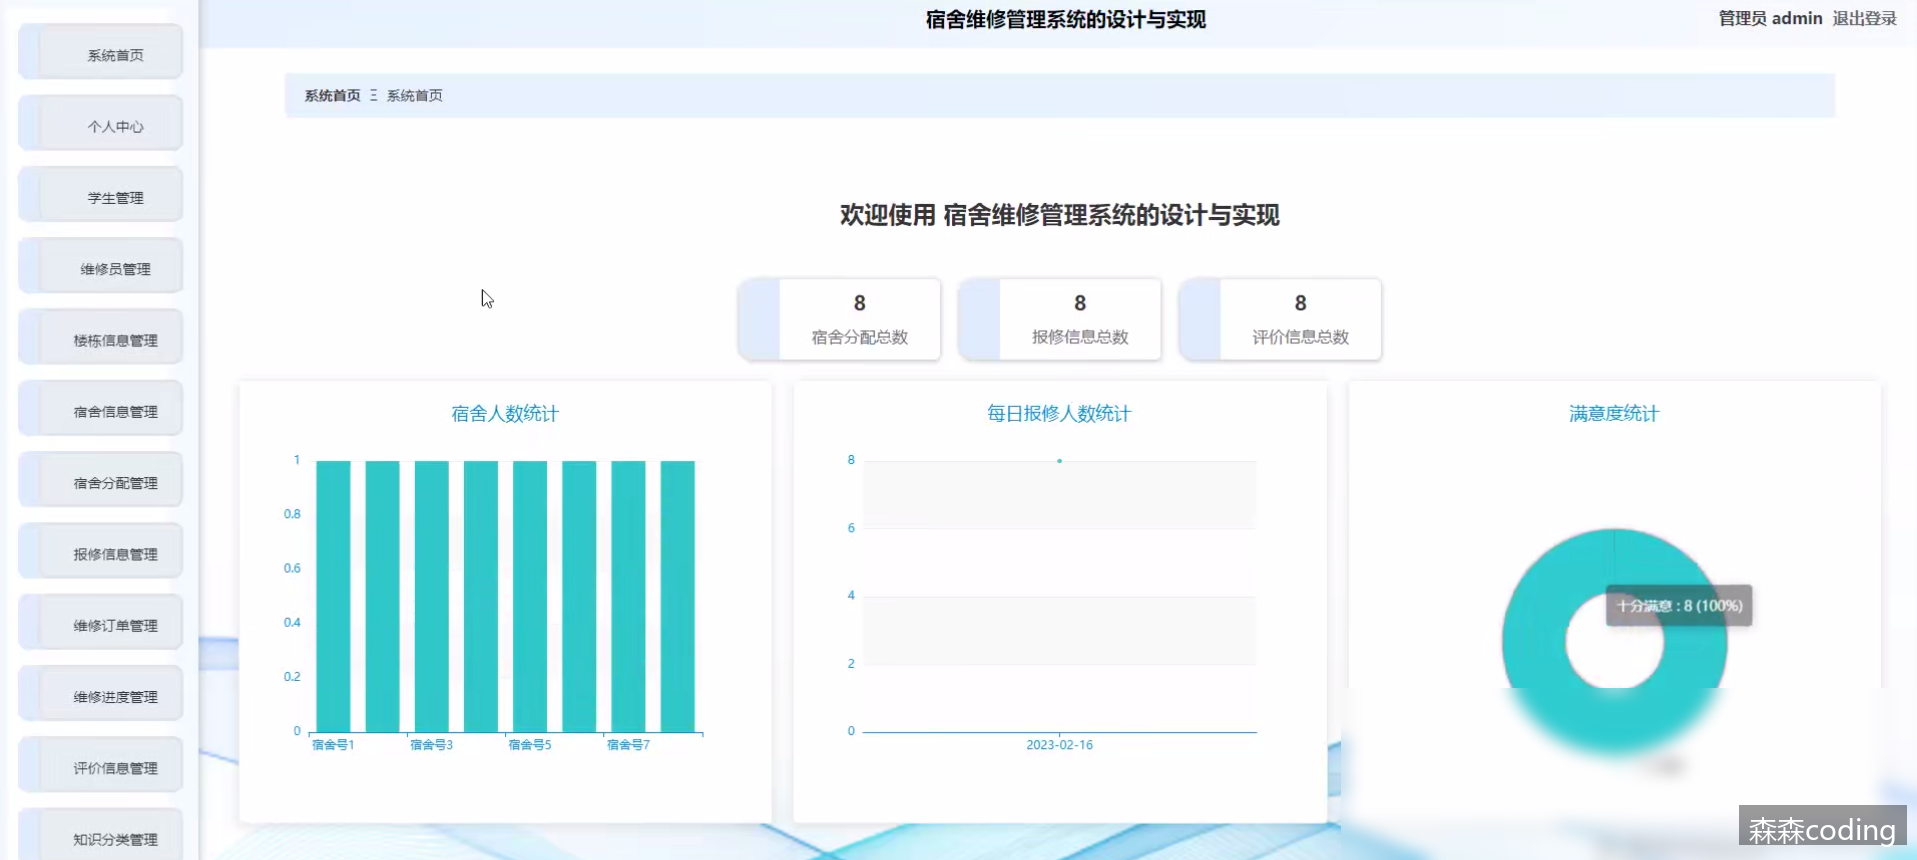 宿舍维修管理系统的设计与实现
管理员 admin 退出登录
系统首页
个人中心
学生管理
维修员管理
楼栋信息管理
宿舍信息管理
宿舍分配管理
报修信息管理
维修订单管理
维修进度管理
评价信息管理
知识分类管理
系统首页 Ξ 系统首页
欢迎使用 宿舍维修管理系统的设计与实现
8
宿舍分配总数
8
报修信息总数
8
评价信息总数
宿舍人数统计
1
0.8
0.6
0.4
0.2
0
宿舍号1 宿舍号3 宿舍号5 宿舍号7
每日报修人数统计
8
6
4
2
0
2023-02-16
满意度统计
十分满意 : 8 (100%)
森森coding